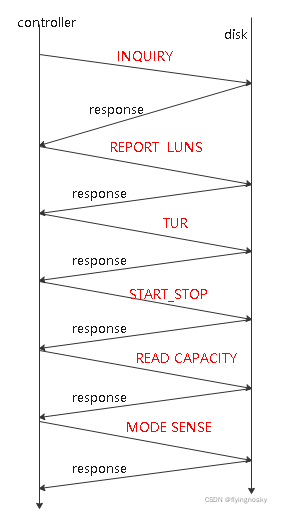 controller
disk
INQUIRY
response
REPORT LUNS
response
TUR
response
START_STOP
response
READ CAPACITY
response
MODE SENSE
response
CSDN @flyingnosky